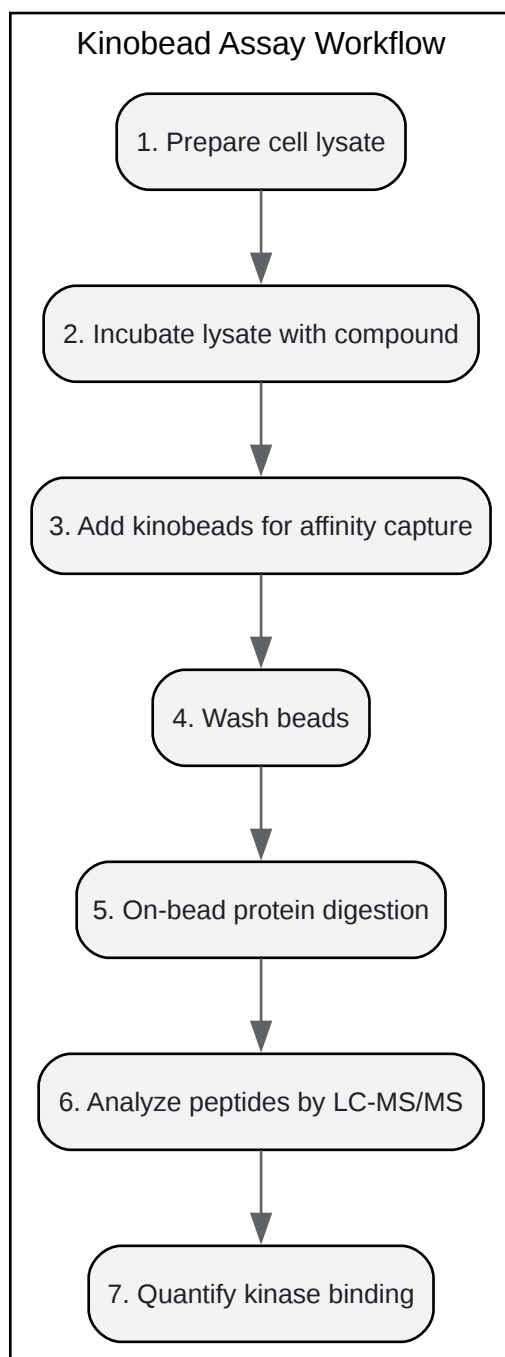 Kinobead Assay Workflow
1. Prepare cell lysate
2. Incubate lysate with compound
3. Add kinobeads for affinity capture
4. Wash beads
5. On-bead protein digestion
6. Analyze peptides by LC-MS/MS
7. Quantify kinase binding